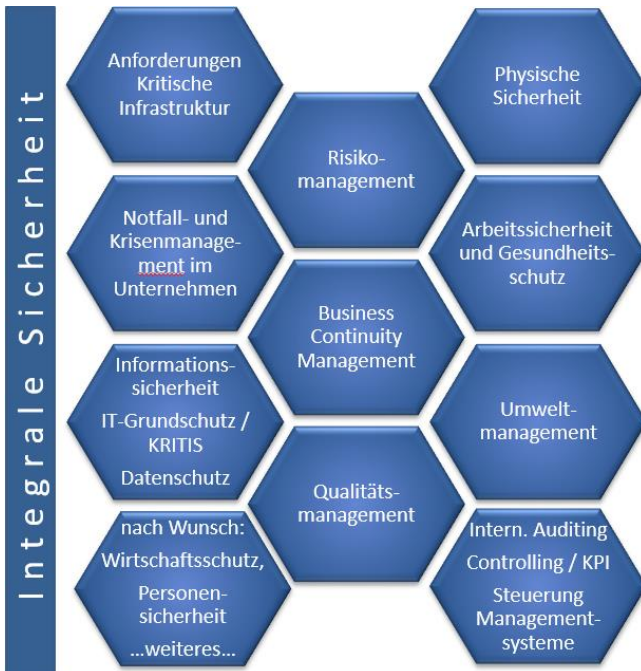 Integrale Sicherheit
Anforderungen
Kritische
Infrastruktur
Physische
Sicherheit
Risiko-
management
Notfall- und
Krisenmanage-
ment im
Unternehmen
Arbeitssicherheit
und Gesundheits-
schutz
Business
Continuity
Management
Informations-
sicherheit
IT-Grundschutz /
KRITIS
Datenschutz
Umwelt-
management
Qualitäts-
management
nach Wunsch:
Wirtschaftsschutz,
Personen-
sicherheit
...weiteres...
Intern. Auditing
Controlling / KPI
Steuerung
Management-
systeme